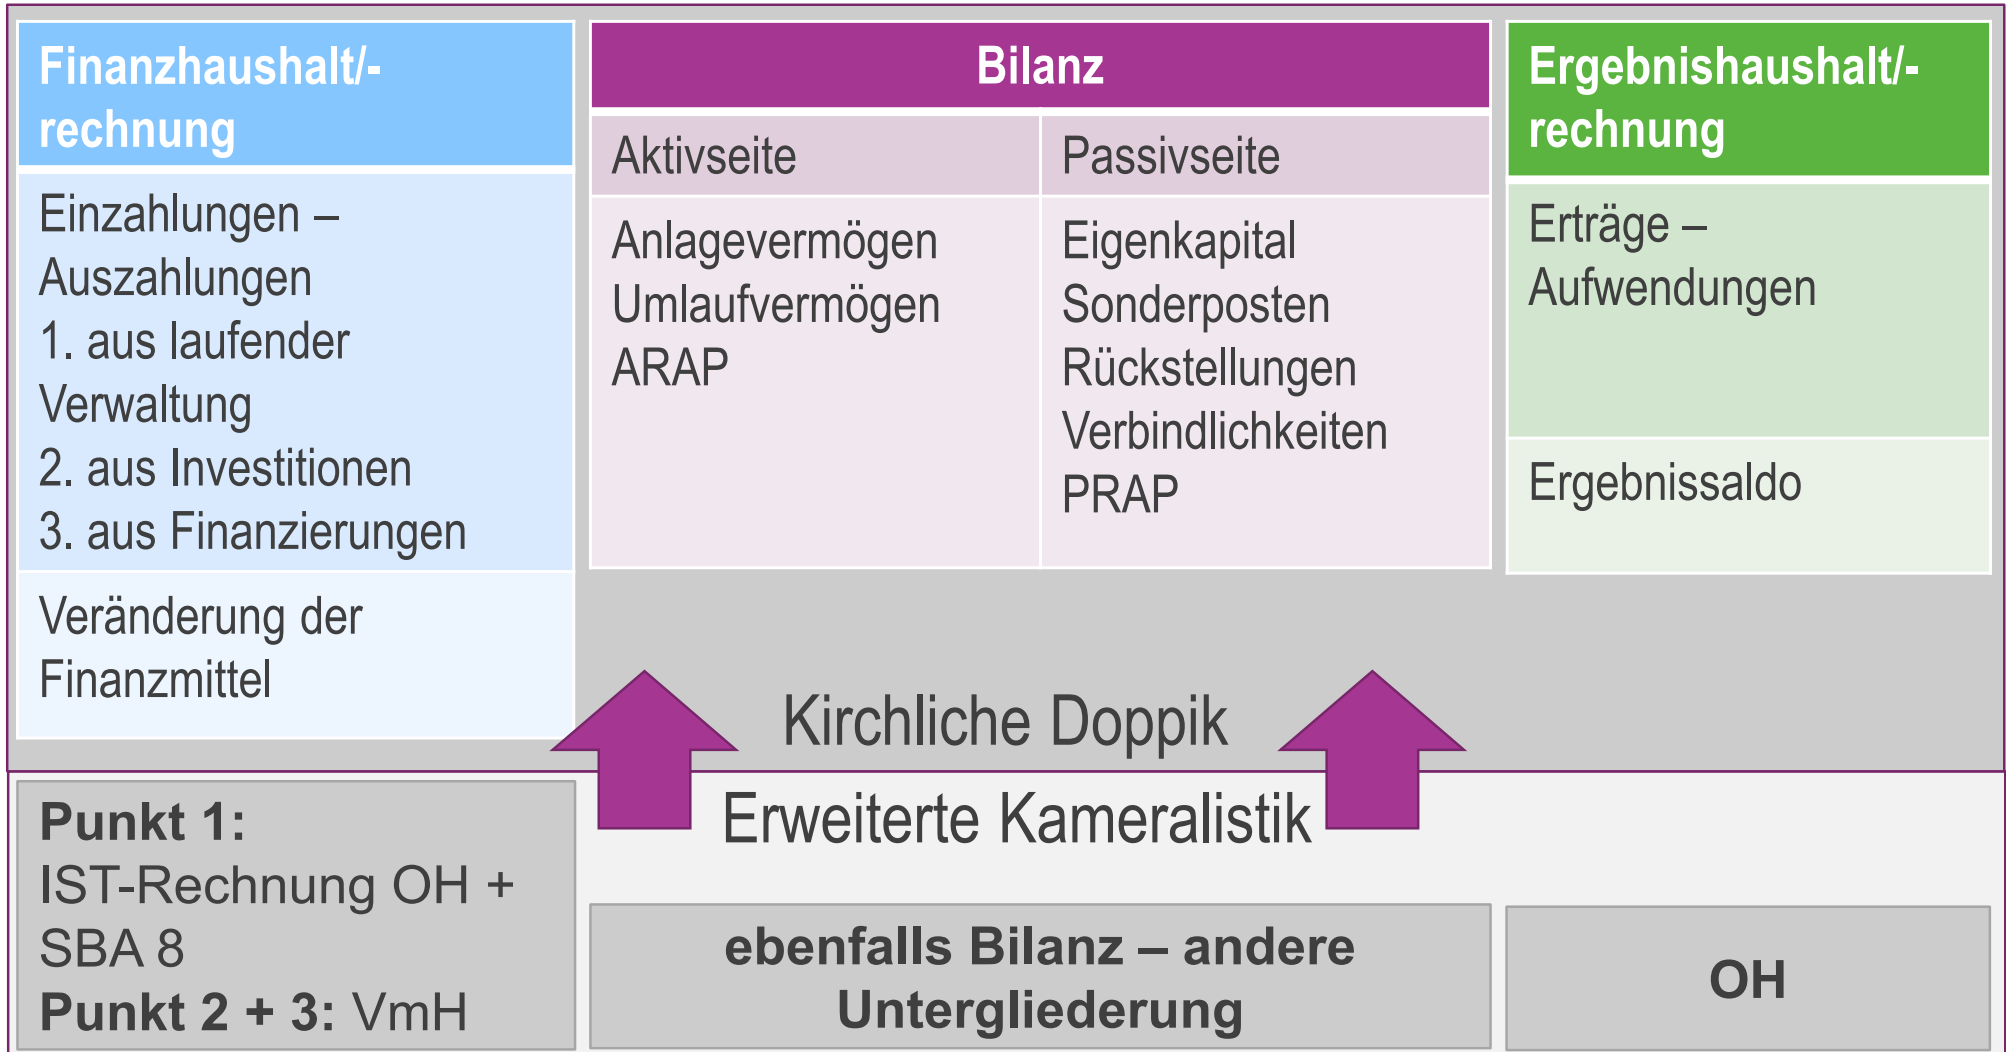 Finanzhaushalt/-
rechnung
Einzahlungen –
Auszahlungen
1. aus laufender
Verwaltung
2. aus Investitionen
3. aus Finanzierungen
Veränderung der
Finanzmittel
Bilanz
Aktivseite
Anlagevermögen
Umlaufvermögen
ARAP
Passivseite
Eigenkapital
Sonderposten
Rückstellungen
Verbindlichkeiten
PRAP
Ergebnishaushalt/-
rechnung
Erträge –
Aufwendungen
Ergebnissaldo
Kirchliche Doppik
Erweiterte Kameralistik
Punkt 1:
IST-Rechnung OH +
SBA 8
Punkt 2 + 3: VmH
ebenfalls Bilanz – andere
Untergliederung
OH